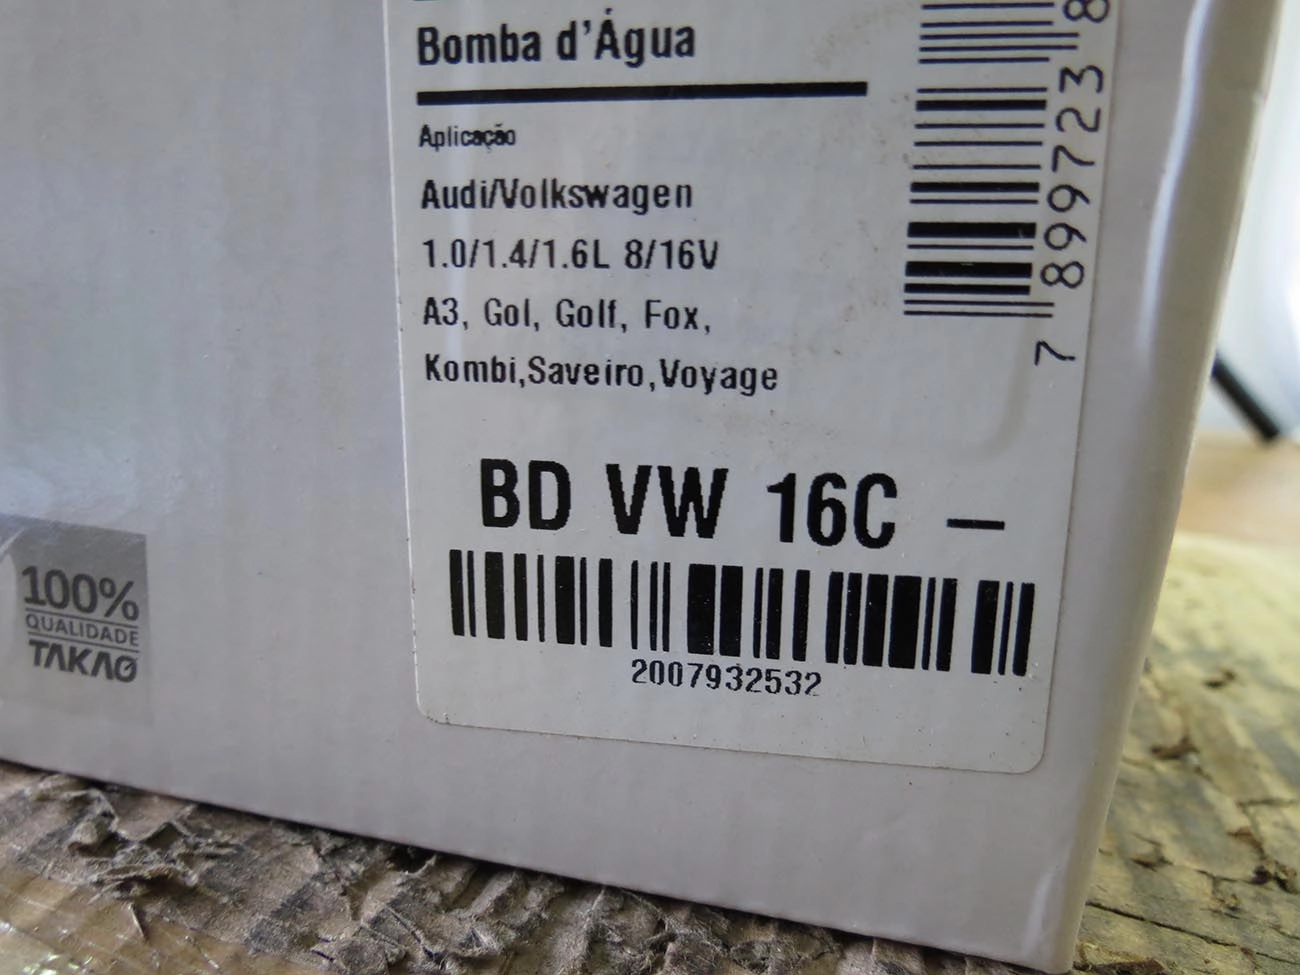 Bomba d'Água
Aplicação
Audi/Volkswagen
1.0/1.4/1.6L 8/16V
A3, Gol, Golf, Fox,
Kombi,Saveiro,Voyage
BD VW 16C –
2007932532
7 899723 8
100%
QUALIDADE
TAKAO